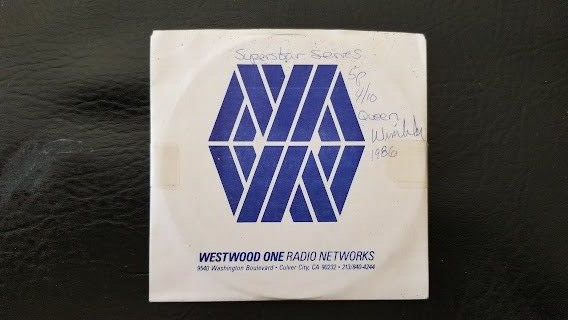 Superstar Series
Sp
4/10
Queen
Wembley
1986
WESTWOOD ONE RADIO NETWORKS
9540 Washington Boulevard • Culver City, CA 90232 • 213/840-4244